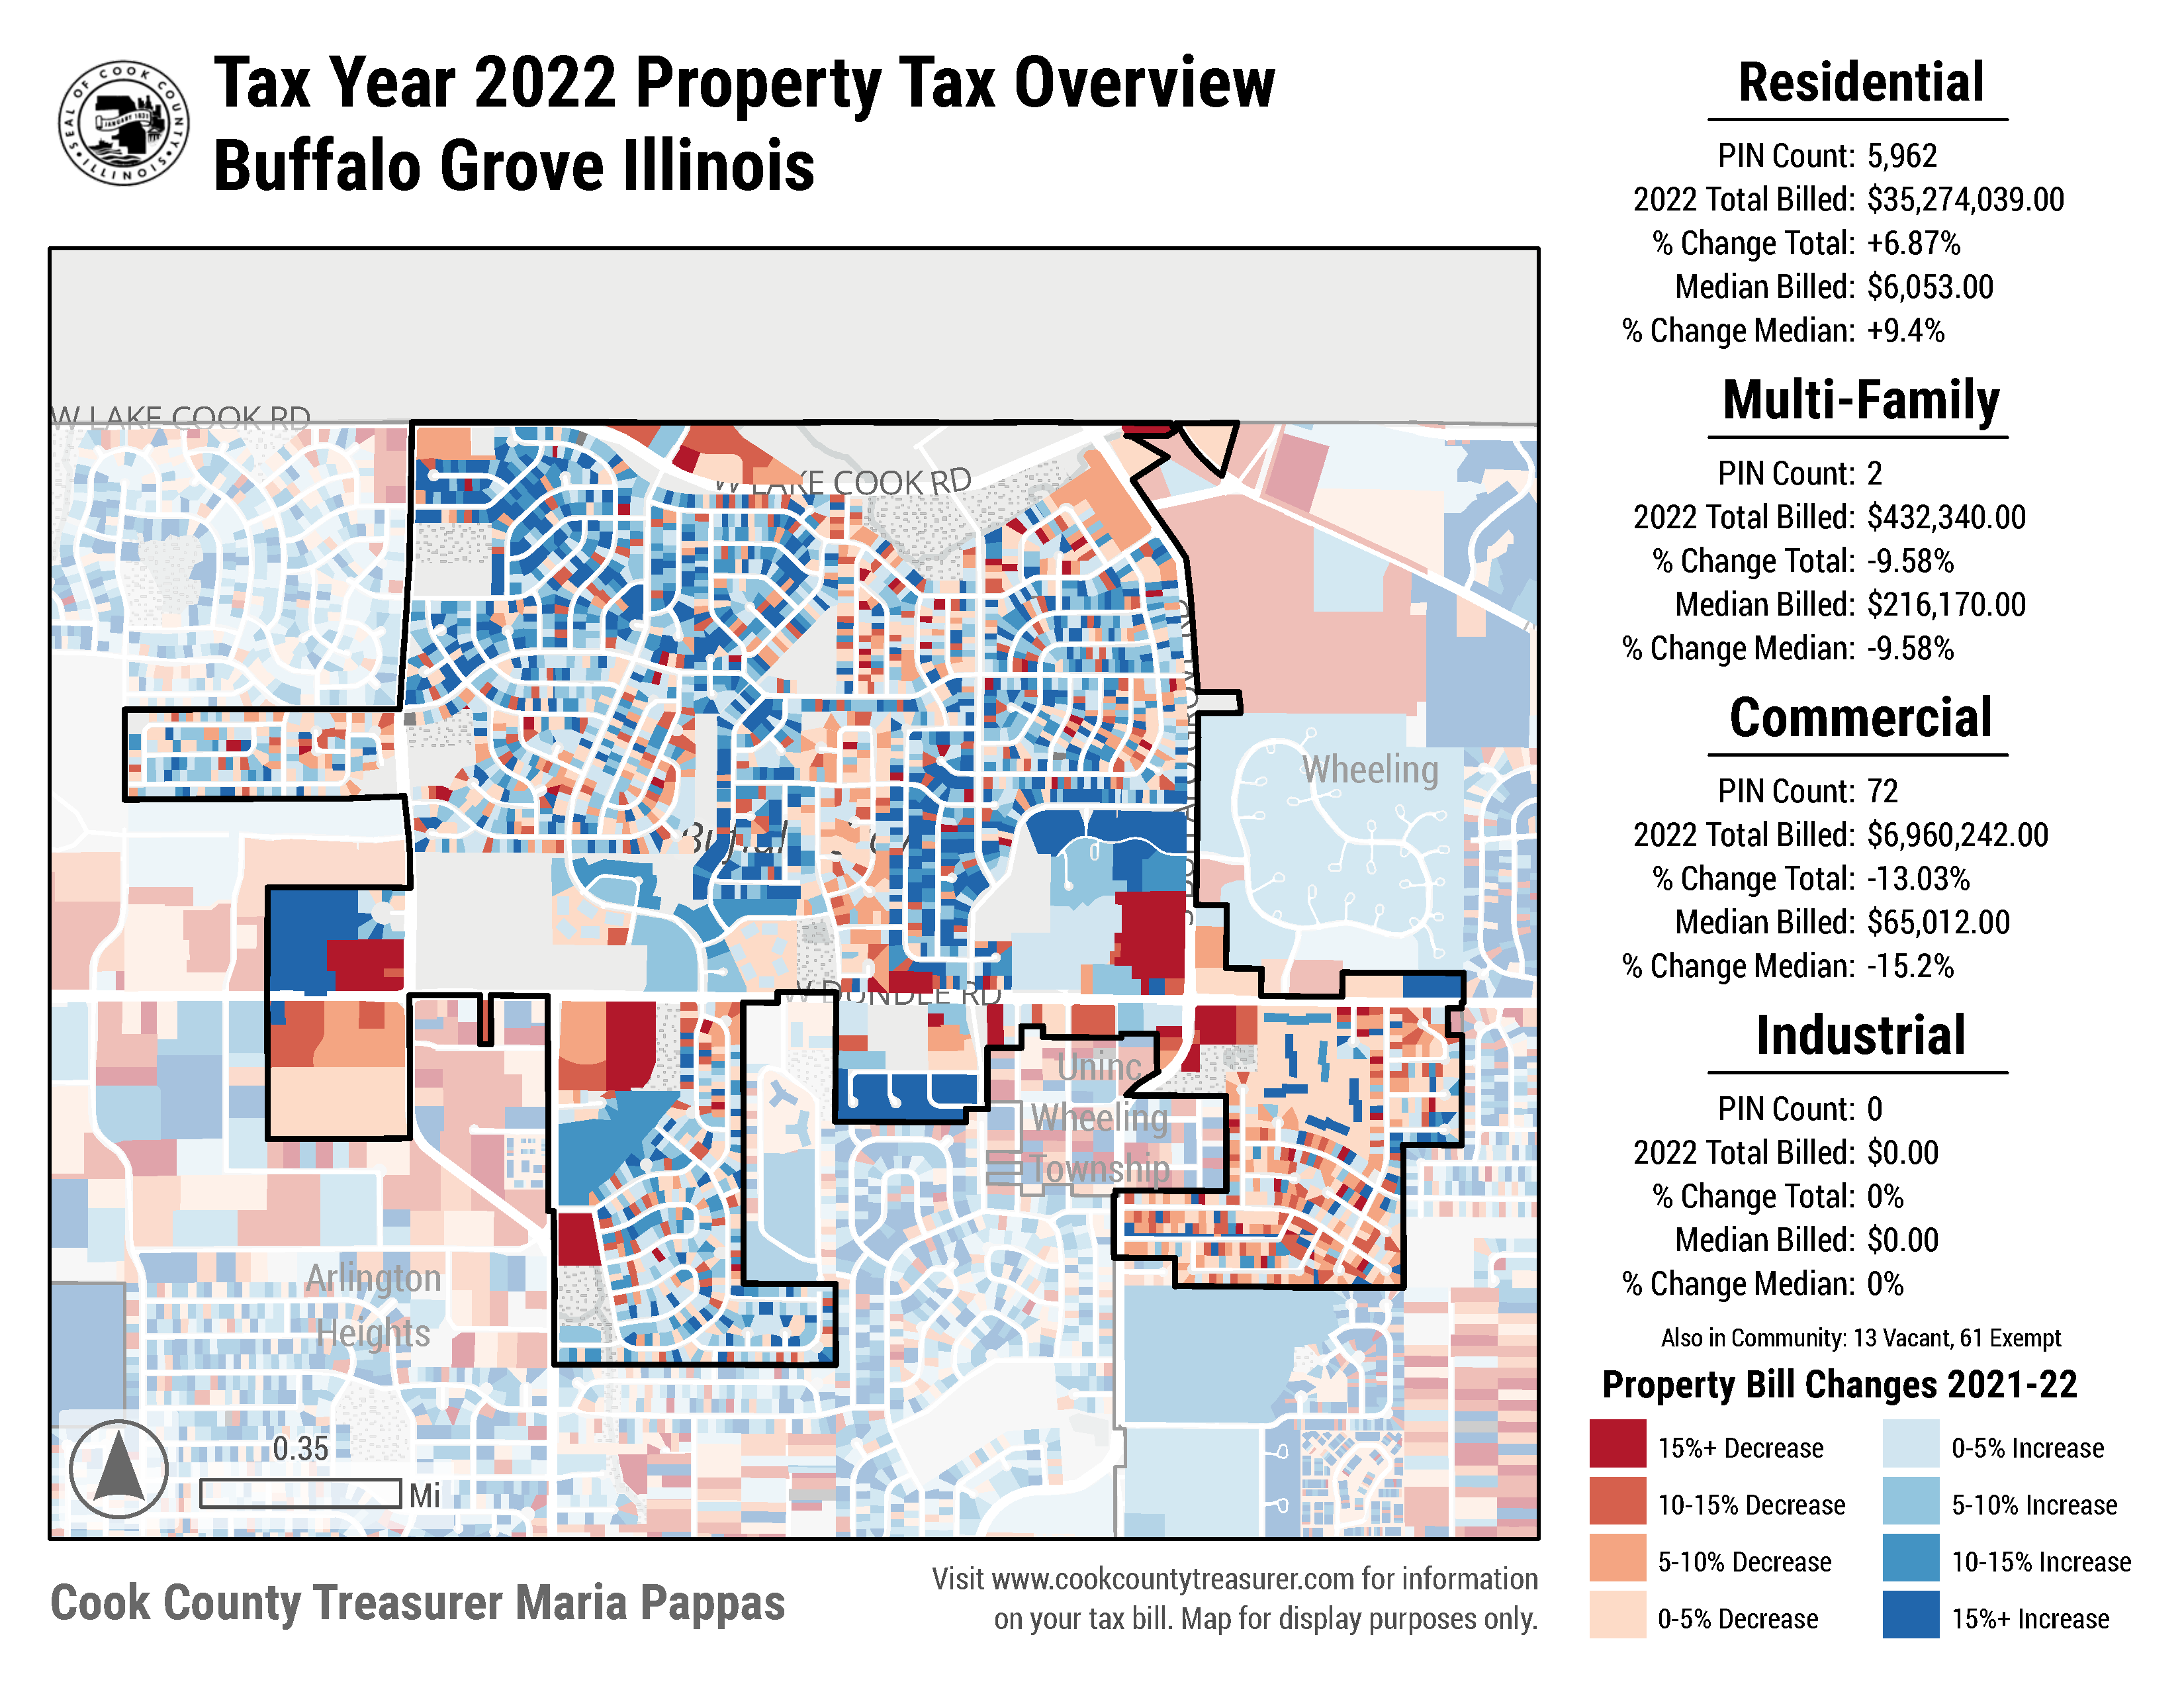 SEAL OF COOK COUNTY • ILLINOIS •
JANUARY 1831
Tax Year 2022 Property Tax Overview
Buffalo Grove Illinois
W LAKE COOK RD
W LAKE COOK RD
Wheeling
W DUNDEE RD
Uninc
Wheeling
Township
Arlington
Heights
0.35
Mi
Cook County Treasurer Maria Pappas
Visit www.cookcountytreasurer.com for information
on your tax bill. Map for display purposes only.
Residential
PIN Count: 5,962
2022 Total Billed: $35,274,039.00
% Change Total: +6.87%
Median Billed: $6,053.00
% Change Median: +9.4%
Multi-Family
PIN Count: 2
2022 Total Billed: $432,340.00
% Change Total: -9.58%
Median Billed: $216,170.00
% Change Median: -9.58%
Commercial
PIN Count: 72
2022 Total Billed: $6,960,242.00
% Change Total: -13.03%
Median Billed: $65,012.00
% Change Median: -15.2%
Industrial
PIN Count: 0
2022 Total Billed: $0.00
% Change Total: 0%
Median Billed: $0.00
% Change Median: 0%
Also in Community: 13 Vacant, 61 Exempt
Property Bill Changes 2021-22
15%+ Decrease
10-15% Decrease
5-10% Decrease
0-5% Decrease
0-5% Increase
5-10% Increase
10-15% Increase
15%+ Increase